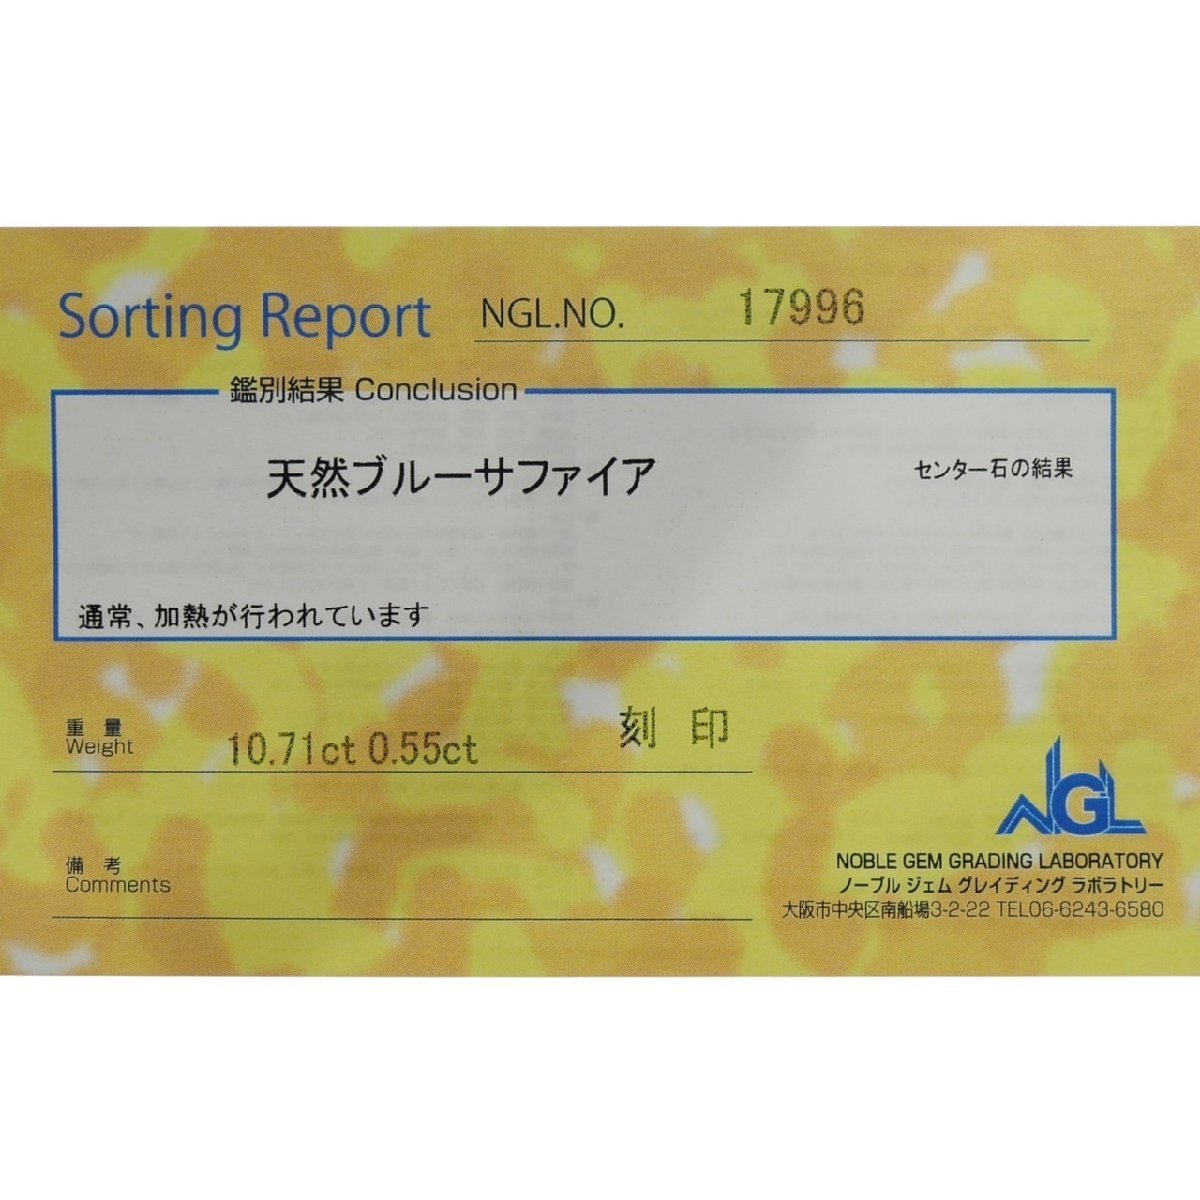 Sorting Report NGL.NO. 17996
鑑別結果 Conclusion
天然ブルーサファイア センター石の結果
通常、加熱が行われています
重量
Weight
10.71ct 0.55ct 刻印
備考
Comments
NGL
NOBLE GEM GRADING LABORATORY
ノーブル ジェム グレイディング ラボラトリー
大阪市中央区南船場3-2-22 TEL06-6243-6580